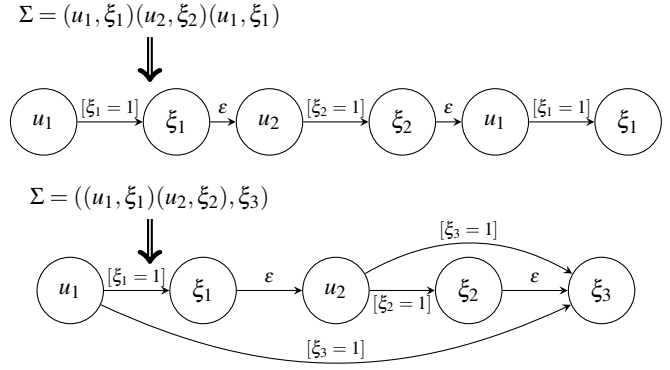 Σ = (u₁, ξ₁)(u₂, ξ₂)(u₁, ξ₁)
[ξ₁ = 1] ε [ξ₂ = 1] ε [ξ₁ = 1]
u₁ ξ₁ u₂ ξ₂ u₁ ξ₁
Σ = ((u₁, ξ₁)(u₂, ξ₂), ξ₃)
[ξ₃ = 1]
[ξ₁ = 1] ε ε
u₁ ξ₁ u₂ ξ₂ ξ₃
[ξ₂ = 1]
[ξ₃ = 1]